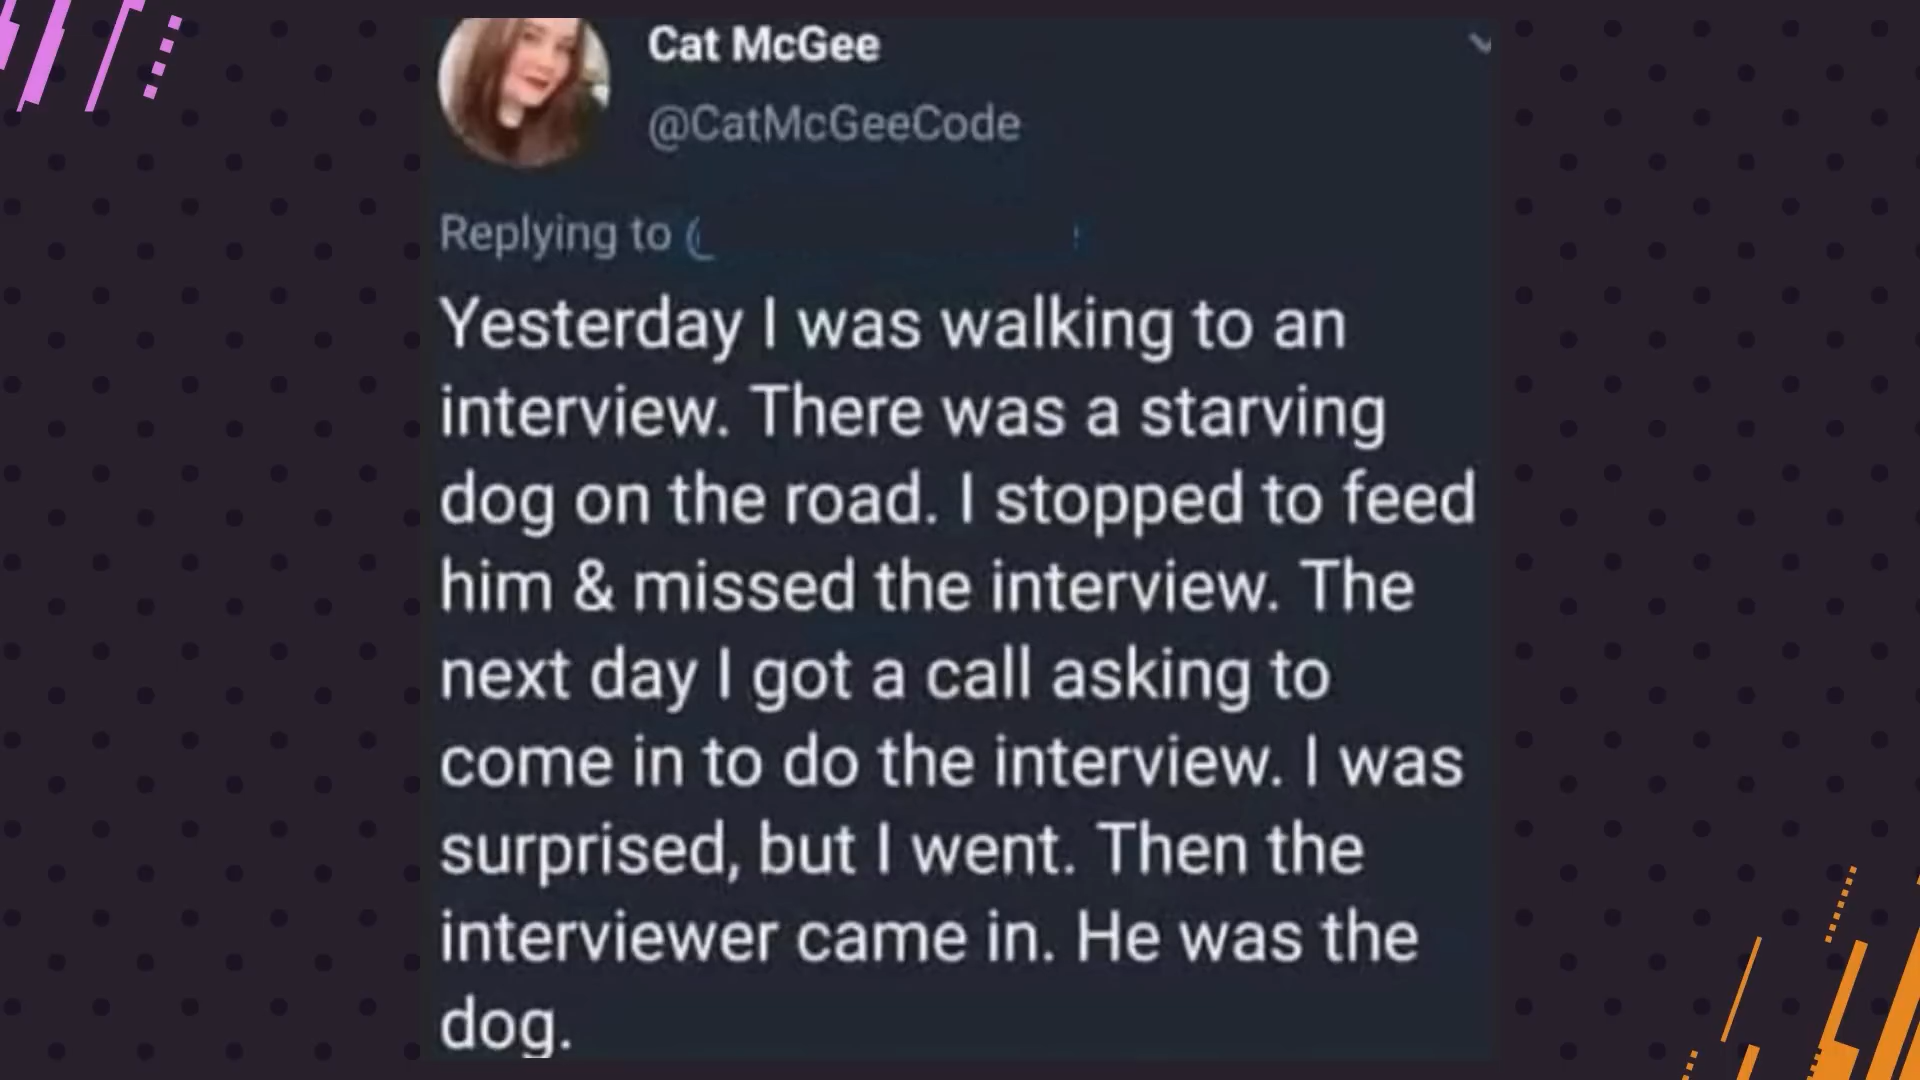 Cat McGee
@CatMcGeeCode
Replying to
Yesterday I was walking to an
interview. There was a starving
dog on the road. I stopped to feed
him & missed the interview. The
next day I got a call asking to
come in to do the interview. I was
surprised, but I went. Then the
interviewer came in. He was the
dog.